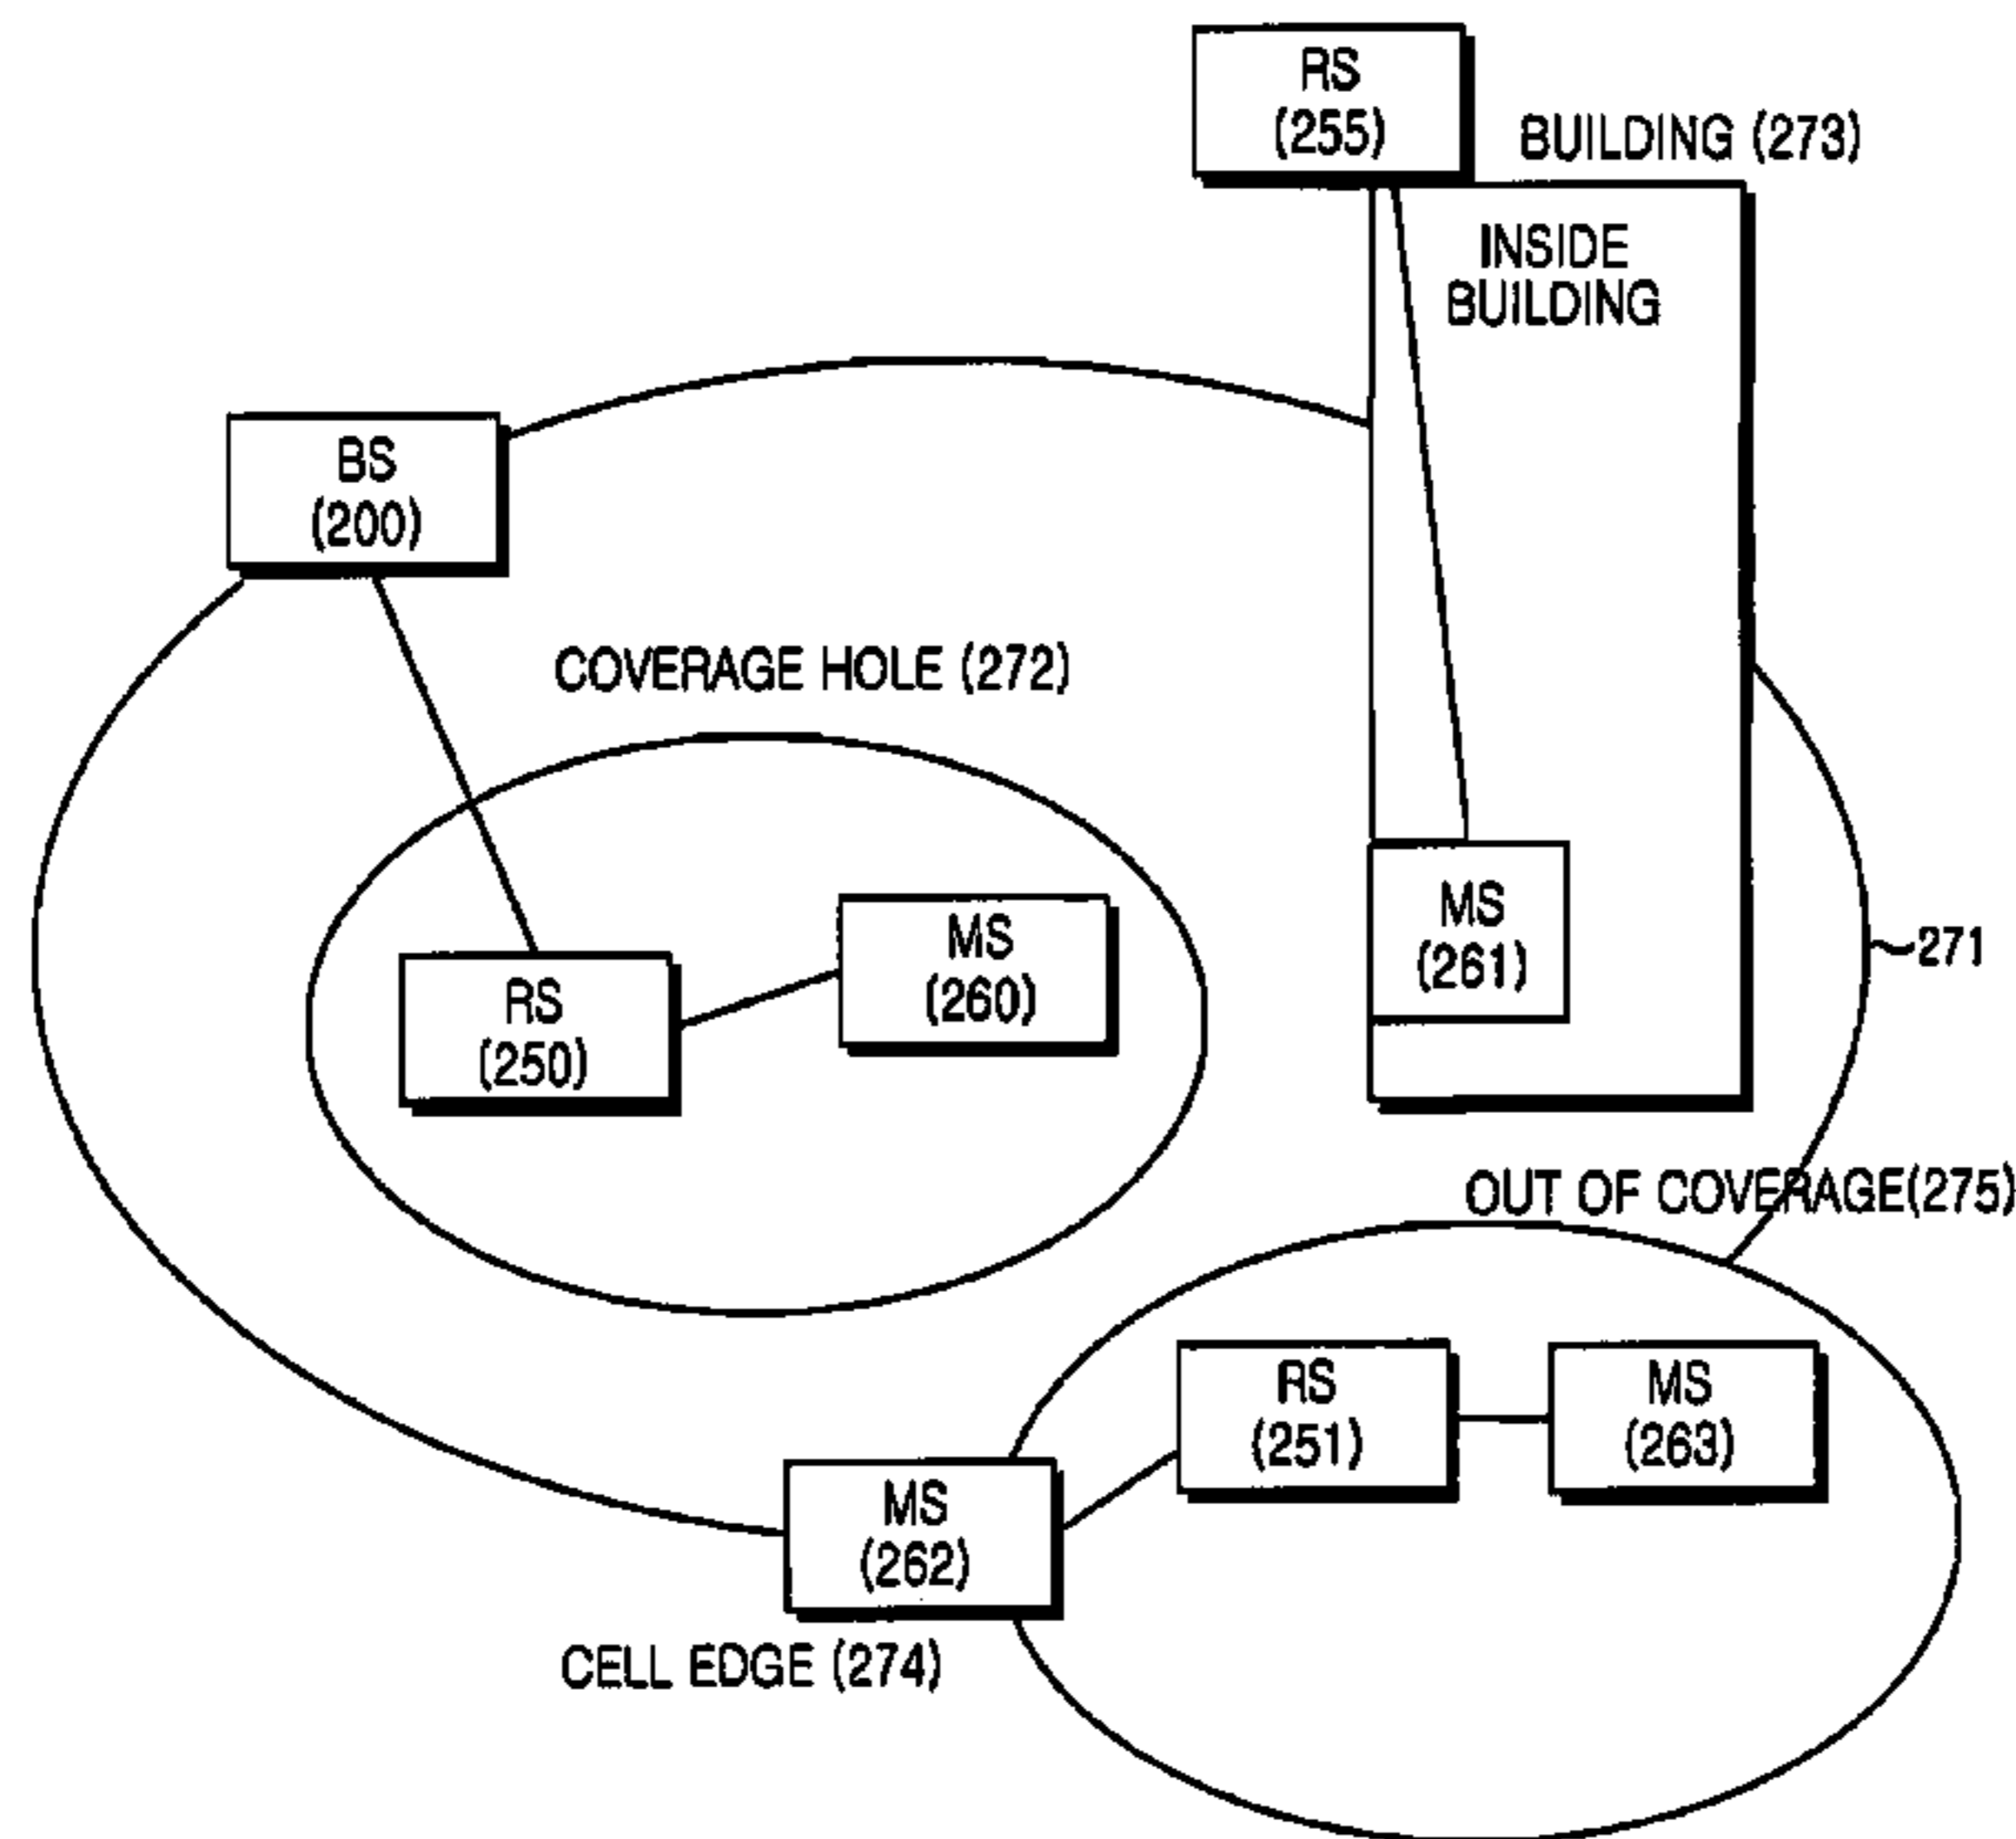 RS
(255)
BUILDING (273)
INSIDE
BUILDING
BS
(200)
COVERAGE HOLE (272)
MS
(260)
MS
(261)
271
RS
(250)
OUT OF COVERAGE(275)
RS
(251)
MS
(263)
MS
(262)
CELL EDGE (274)